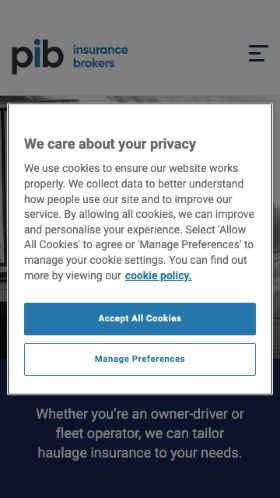 pib insurance
brokers
We care about your privacy
We use cookies to ensure our website works
properly. We collect data to better understand
how people use our site and to improve our
service. By allowing all cookies, we can improve
and personalise your experience. Select 'Allow
All Cookies' to agree or 'Manage Preferences' to
manage your cookie settings. You can find out
more by viewing our cookie policy.
Accept All Cookies
Manage Preferences
Whether you're an owner-driver or
fleet operator, we can tailor
haulage insurance to your needs.